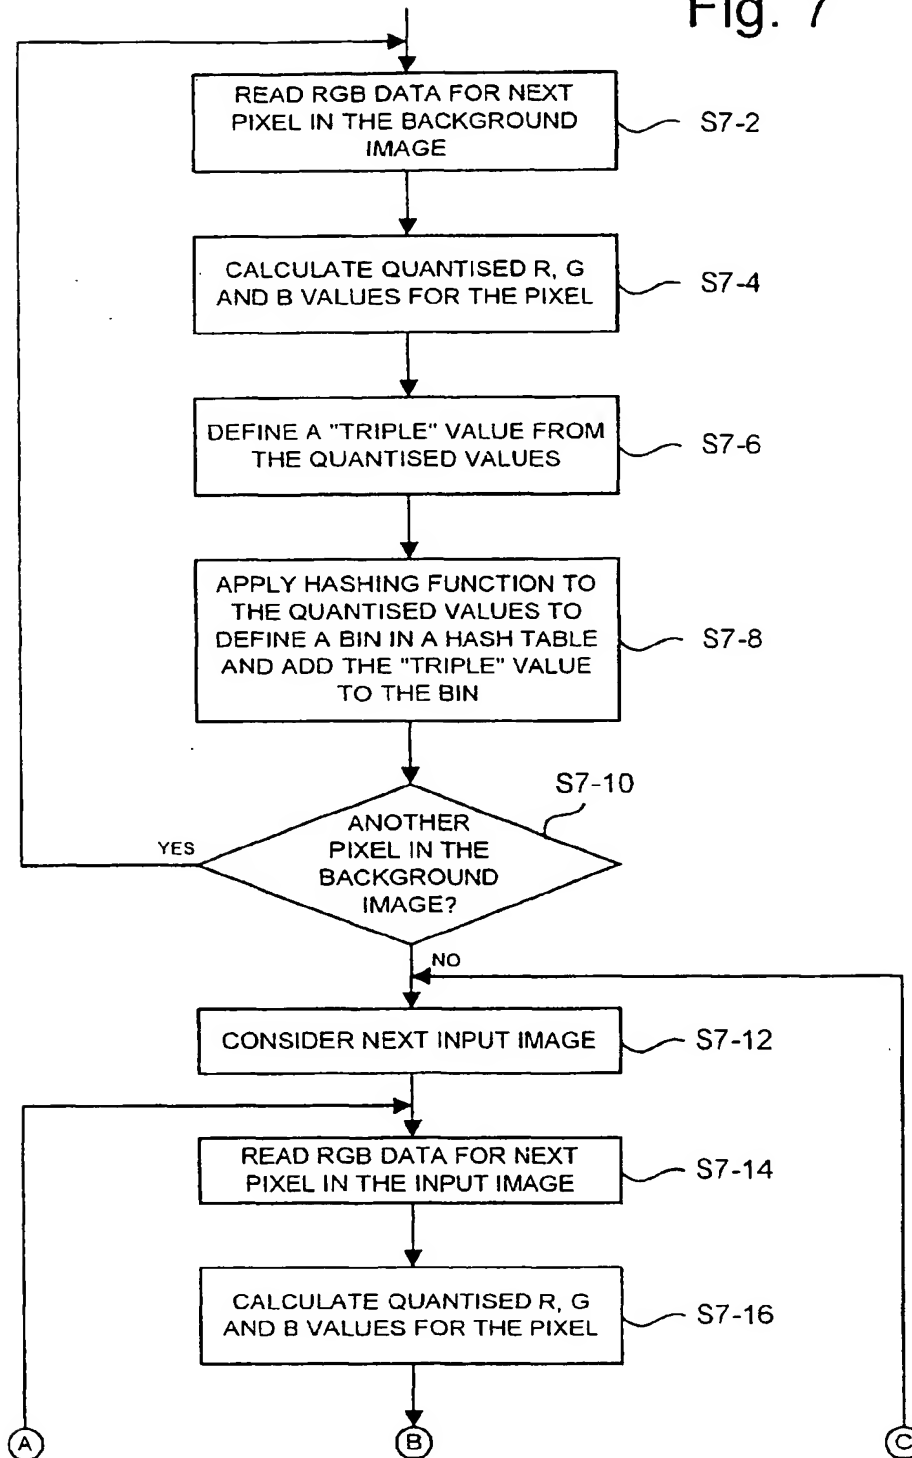 Fig. 7
READ RGB DATA FOR NEXT
PIXEL IN THE BACKGROUND
IMAGE
S7-2
CALCULATE QUANTISED R, G
AND B VALUES FOR THE PIXEL
S7-4
DEFINE A "TRIPLE" VALUE FROM
THE QUANTISED VALUES
S7-6
APPLY HASHING FUNCTION TO
THE QUANTISED VALUES TO
DEFINE A BIN IN A HASH TABLE
AND ADD THE "TRIPLE" VALUE
TO THE BIN
S7-8
S7-10
ANOTHER
PIXEL IN THE
BACKGROUND
IMAGE?
YES
NO
CONSIDER NEXT INPUT IMAGE
S7-12
READ RGB DATA FOR NEXT
PIXEL IN THE INPUT IMAGE
S7-14
CALCULATE QUANTISED R, G
AND B VALUES FOR THE PIXEL
S7-16
A
B
C